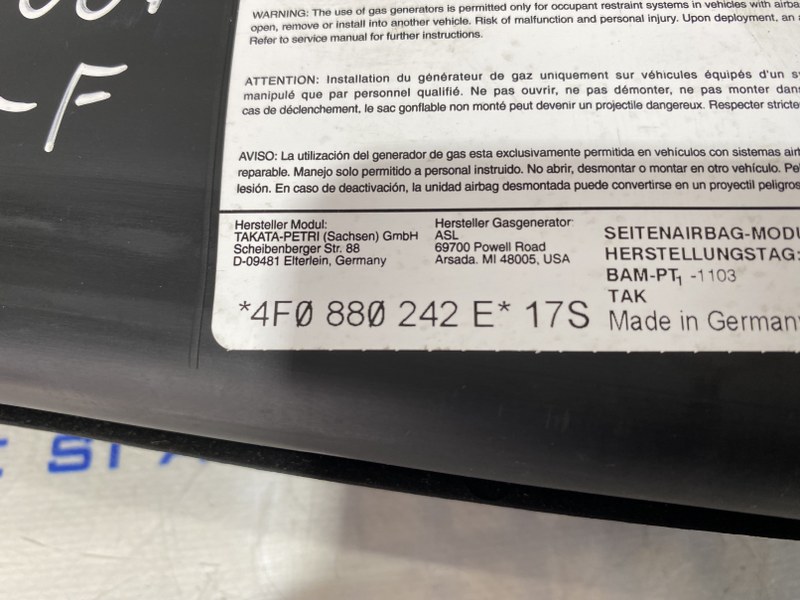 -F
WARNING: The use of gas generators is permitted only for occupant restraint systems in vehicles with
open, remove or install into another vehicle. Risk of malfunction and personal injury. Upon deployment, an
Refer to service manual for further instructions.
ATTENTION: Installation du générateur de gaz uniquement sur véhicules équipés d'un
manipulé que par personnel qualifié. Ne pas ouvrir, ne pas démonter, ne pas monter
cas de déclenchement, le sac gonflable non monté peut devenir un projectile dangereux. Respecter
AVISO: La utilización del generador de gas esta exclusivamente permitida en vehículos con sistemas
reparable. Manejo solo permitido a personal instruido. No abrir, desmontar o montar en otro vehículo.
lesión. En caso de deactivación, la unidad airbag desmontada puede convertirse en un proyectil
Hersteller Modul:
TAKATA-PETRI (Sachsen) GmbH
Scheibenberger Str. 88
D-09481 Elterlein, Germany
Hersteller Gasgenerator:
ASL
69700 Powell Road
Arsada. MI 48005, USA
SEITENAIRBAG-MODU
HERSTELLUNGSTAG:
BAM-PT1 -1103
TAK
Made in German
*4F0 880 242 E* 17S